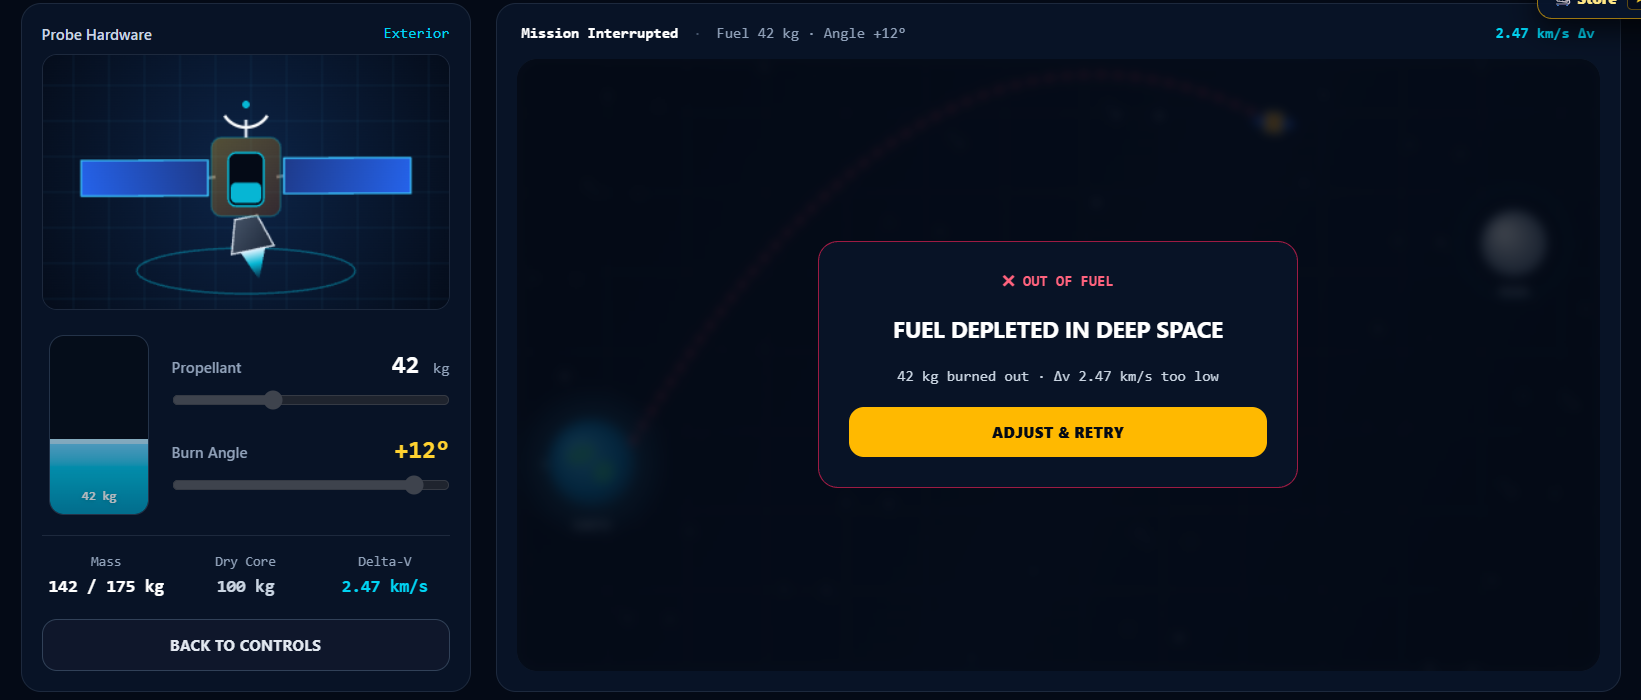 Store
Probe Hardware
Exterior
Mission Interrupted · Fuel 42 kg · Angle +12°
2.47 km/s Δv
❌ OUT OF FUEL
FUEL DEPLETED IN DEEP SPACE
42 kg burned out · Δv 2.47 km/s too low
ADJUST & RETRY
Propellant
42 kg
Burn Angle
+12°
42 kg
Mass
142 / 175 kg
Dry Core
100 kg
Delta-V
2.47 km/s
BACK TO CONTROLS